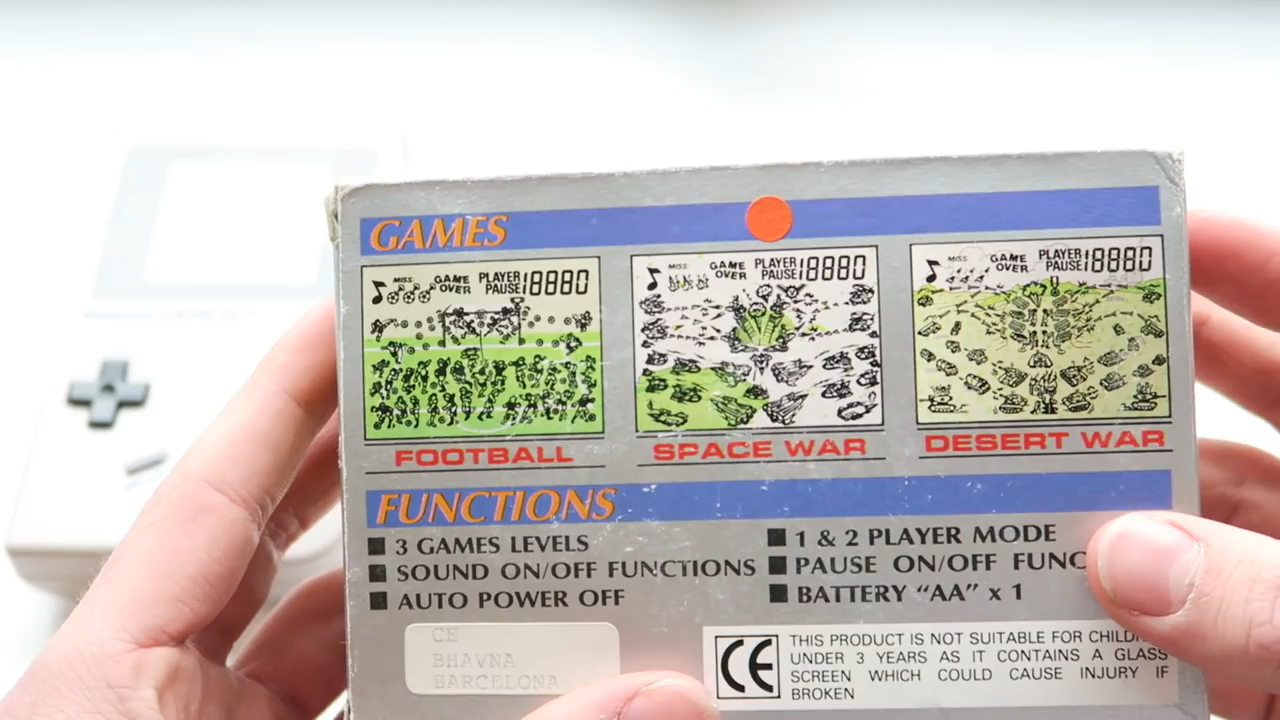 GAMES
MISS: GAME OVER PLAYER PAUSE 18880
MISS: GAME OVER PLAYER PAUSE 18880
MISS: GAME OVER PLAYER PAUSE 18880
FOOTBALL
SPACE WAR
DESERT WAR
FUNCTIONS
3 GAMES LEVELS
SOUND ON/OFF FUNCTIONS
AUTO POWER OFF
1 & 2 PLAYER MODE
PAUSE ON/OFF FUNC
BATTERY "AA" x 1
CE
BHAVNA
BARCELONA
CE
THIS PRODUCT IS NOT SUITABLE FOR CHILD
UNDER 3 YEARS AS IT CONTAINS A GLASS
SCREEN WHICH COULD CAUSE INJURY IF
BROKEN